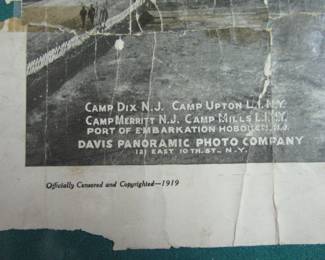 CAMP DIX N.J. CAMP UPTON L.I. N.Y.
CAMP MERRITT N.J. CAMP MILLS L.I. N.Y.
PORT OF EMBARKATION HOBOKEN, N.J.
DAVIS PANORAMIC PHOTO COMPANY
121 EAST 10TH. ST., N.Y.
Officially Censored and Copyrighted—1919